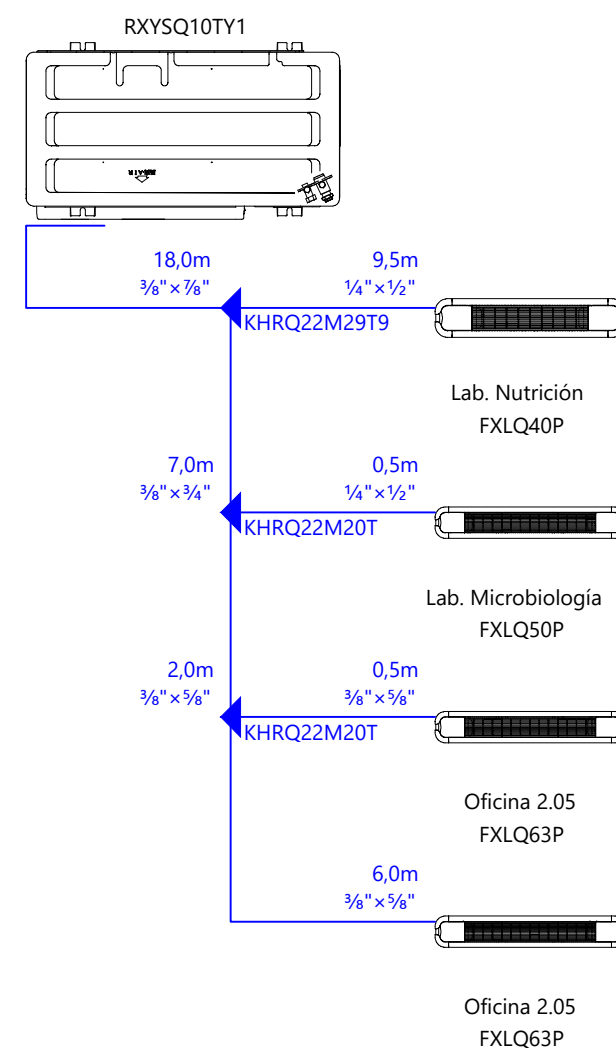 RXYSQ10TY1
18,0m
⅜"×⅞"
9,5m
¼"×½"
KHRQ22M29T9
Lab. Nutrición
FXLQ40P
7,0m
⅜"×¾"
0,5m
¼"×½"
KHRQ22M20T
Lab. Microbiología
FXLQ50P
2,0m
⅜"×⅝"
0,5m
⅜"×⅝"
KHRQ22M20T
Oficina 2.05
FXLQ63P
6,0m
⅜"×⅝"
Oficina 2.05
FXLQ63P